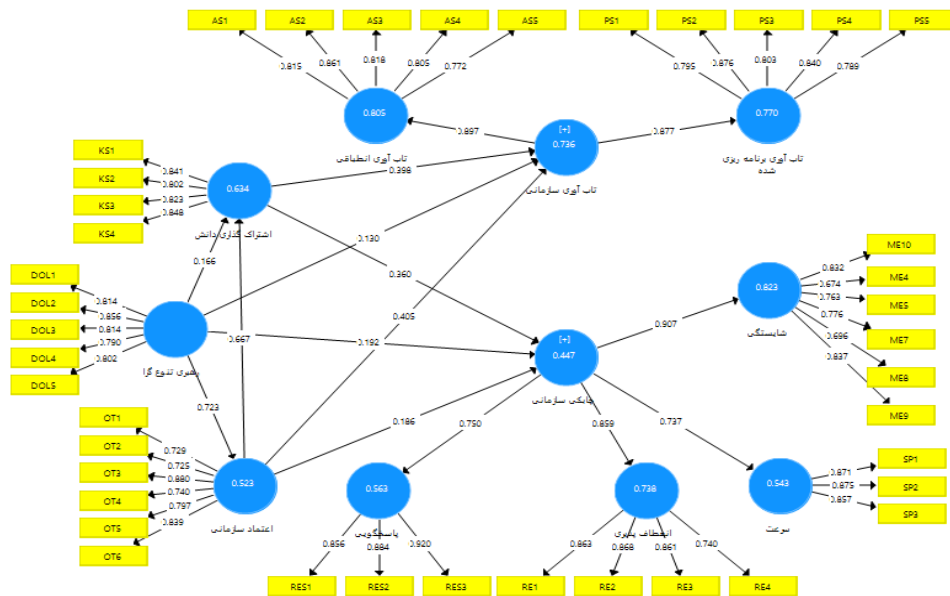 AS1
AS2
AS3
AS4
AS5
PS1
PS2
PS3
PS4
PS5
0.815
0.861
0.818
0.805
0.772
0.795
0.876
0.803
0.840
0.789
0.805
0.897
[+]
0.736
0.877
0.770
تاب آوری انطباقی
تاب آوری سازمانی
تاب آوری برنامه ریزی
شده
KS1
KS2
KS3
KS4
0.841
0.802
0.823
0.848
0.634
اشتراک گذاری دانش
0.398
0.130
0.166
0.360
0.405
DOL1
DOL2
DOL3
DOL4
DOL5
0.814
0.856
0.814
0.790
0.802
رهبری تنوع گرا
0.667
0.192
0.723
0.186
[+]
0.447
چابکی سازمانی
0.907
0.823
شایستگی
0.832
0.674
0.763
0.776
0.696
0.837
ME10
ME4
ME5
ME7
ME8
ME9
OT1
OT2
OT3
OT4
OT5
OT6
0.729
0.725
0.880
0.740
0.797
0.839
0.523
اعتماد سازمانی
0.750
0.859
0.737
0.563
پاسخگویی
0.738
انعطاف پذیری
0.543
سرعت
0.871
0.875
0.857
SP1
SP2
SP3
0.856
0.884
0.920
0.863
0.868
0.861
0.740
RES1
RES2
RES3
RE1
RE2
RE3
RE4